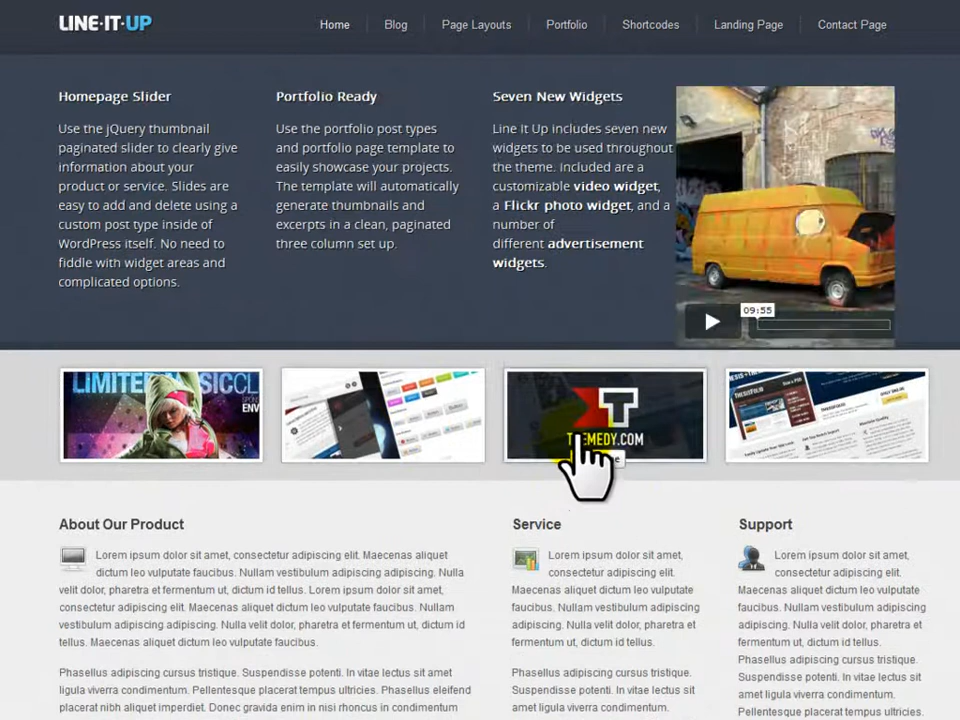 LINE·IT·UP
Home
Blog
Page Layouts
Portfolio
Shortcodes
Landing Page
Contact Page
Homepage Slider
Use the jQuery thumbnail
paginated slider to clearly give
information about your
product or service. Slides are
easy to add and delete using a
custom post type inside of
WordPress itself. No need to
fiddle with widget areas and
complicated options.
Portfolio Ready
Use the portfolio post types
and portfolio page template to
easily showcase your projects.
The template will automatically
generate thumbnails and
excerpts in a clean, paginated
three column set up.
Seven New Widgets
Line It Up includes seven new
widgets to be used throughout
the theme. Included are a
customizable video widget,
a Flickr photo widget, and a
number of
different advertisement
widgets.
09:55
LIMITED
About Our Product
Lorem ipsum dolor sit amet, consectetur adipiscing elit. Maecenas aliquet
dictum leo vulputate faucibus. Nullam vestibulum adipiscing adipiscing. Nulla
velit dolor, pharetra et fermentum ut, dictum id tellus. Lorem ipsum dolor sit amet,
consectetur adipiscing elit. Maecenas aliquet dictum leo vulputate faucibus. Nullam
vestibulum adipiscing adipiscing. Nulla velit dolor, pharetra et fermentum ut, dictum id
tellus. Maecenas aliquet dictum leo vulputate faucibus.
Phasellus adipiscing cursus tristique. Suspendisse potenti. In vitae lectus sit amet
ligula viverra condimentum. Pellentesque placerat tempus ultricies. Phasellus eleifend
placerat nibh aliquet imperdiet. Donec gravida enim in nisi rhoncus in condimentum
Service
Lorem ipsum dolor sit amet,
consectetur adipiscing elit.
Maecenas aliquet dictum leo vulputate
faucibus. Nullam vestibulum adipiscing
adipiscing. Nulla velit dolor, pharetra et
fermentum ut, dictum id tellus.
Phasellus adipiscing cursus tristique.
Suspendisse potenti. In vitae lectus sit
amet ligula viverra condimentum.
Support
Lorem ipsum dolor sit amet,
consectetur adipiscing elit.
Maecenas aliquet dictum leo vulputate
faucibus. Nullam vestibulum adipiscing
adipiscing. Nulla velit dolor, pharetra et
fermentum ut, dictum id tellus.
Phasellus adipiscing cursus tristique.
Suspendisse potenti. In vitae lectus sit
amet ligula viverra condimentum.
Pellentesque placerat tempus ultricies.